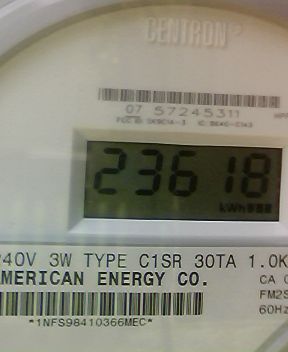 CENTRON®
07 57245311
23618
kWh
240V 3W TYPE C1SR 30TA 1.0K
AMERICAN ENERGY CO.
CA
FM2S
60Hz
*1NFS98410366MEC*